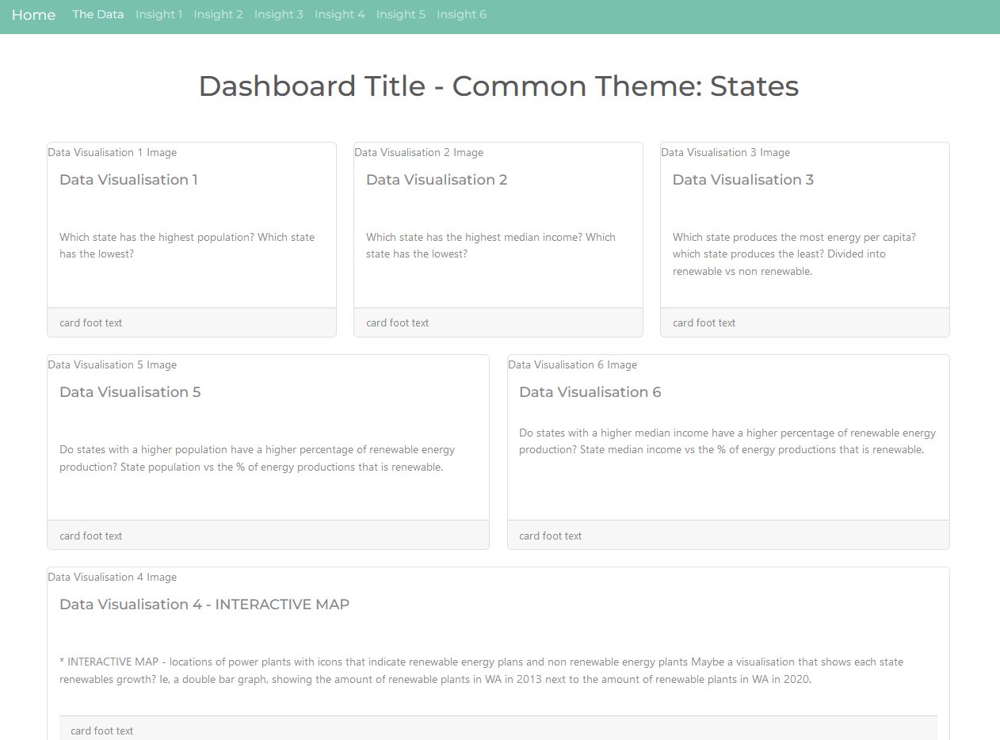 Home The Data Insight 1 Insight 2 Insight 3 Insight 4 Insight 5 Insight 6
Dashboard Title - Common Theme: States
Data Visualisation 1 Image
Data Visualisation 1
Which state has the highest population? Which state
has the lowest?
card foot text
Data Visualisation 2 Image
Data Visualisation 2
Which state has the highest median income? Which
state has the lowest?
card foot text
Data Visualisation 3 Image
Data Visualisation 3
Which state produces the most energy per capita?
which state produces the least? Divided into
renewable vs non renewable.
card foot text
Data Visualisation 5 Image
Data Visualisation 5
Do states with a higher population have a higher percentage of renewable energy
production? State population vs the % of energy productions that is renewable.
card foot text
Data Visualisation 6 Image
Data Visualisation 6
Do states with a higher median income have a higher percentage of renewable energy
production? State median income vs the % of energy productions that is renewable.
card foot text
Data Visualisation 4 Image
Data Visualisation 4 - INTERACTIVE MAP
* INTERACTIVE MAP - locations of power plants with icons that indicate renewable energy plans and non renewable energy plants Maybe a visualisation that shows each state
renewables growth? Ie, a double bar graph, showing the amount of renewable plants in WA in 2013 next to the amount of renewable plants in WA in 2020.
card foot text